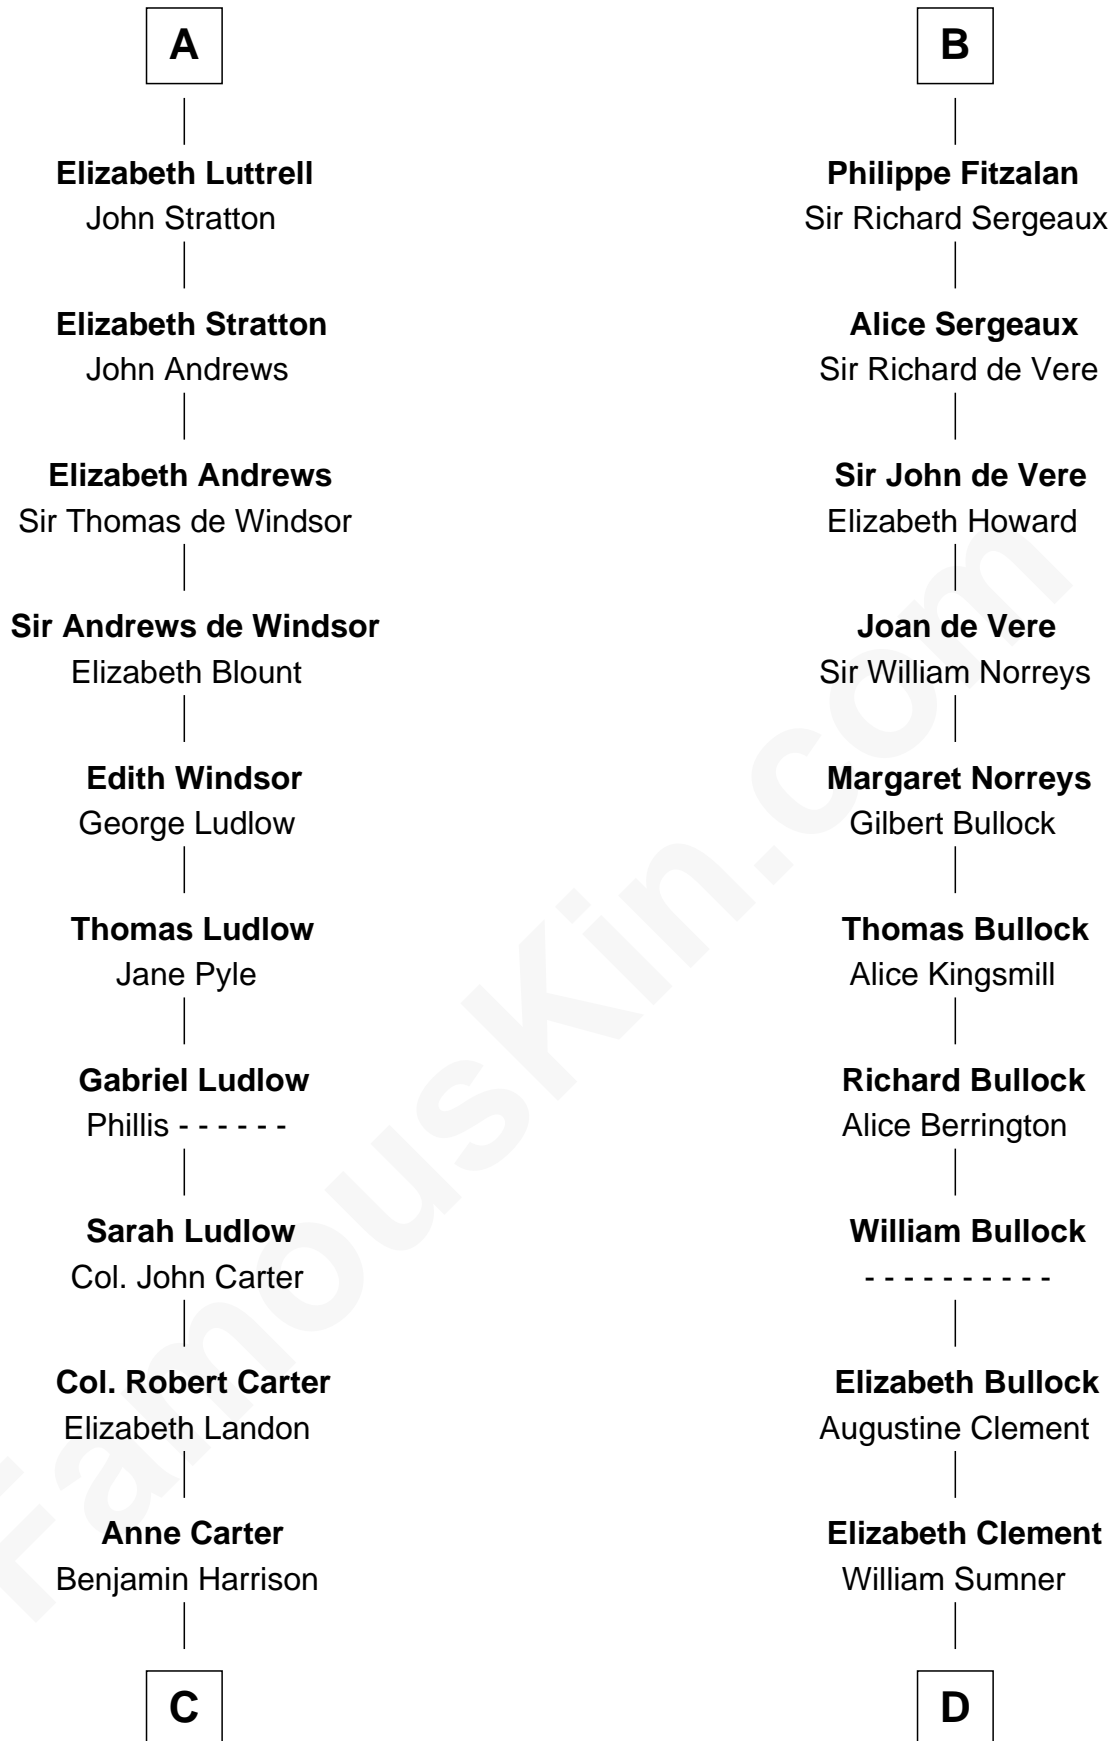 A
Elizabeth Luttrell
John Stratton
Elizabeth Stratton
John Andrews
Elizabeth Andrews
Sir Thomas de Windsor
Sir Andrews de Windsor
Elizabeth Blount
Edith Windsor
George Ludlow
Thomas Ludlow
Jane Pyle
Gabriel Ludlow
Phillis - - - - - -
Sarah Ludlow
Col. John Carter
Col. Robert Carter
Elizabeth Landon
Anne Carter
Benjamin Harrison
C
B
Philippe Fitzalan
Sir Richard Sergeaux
Alice Sergeaux
Sir Richard de Vere
Sir John de Vere
Elizabeth Howard
Joan de Vere
Sir William Norreys
Margaret Norreys
Gilbert Bullock
Thomas Bullock
Alice Kingsmill
Richard Bullock
Alice Berrington
William Bullock
- - - - - - - - - -
Elizabeth Bullock
Augustine Clement
Elizabeth Clement
William Sumner
D
FamousKin.com